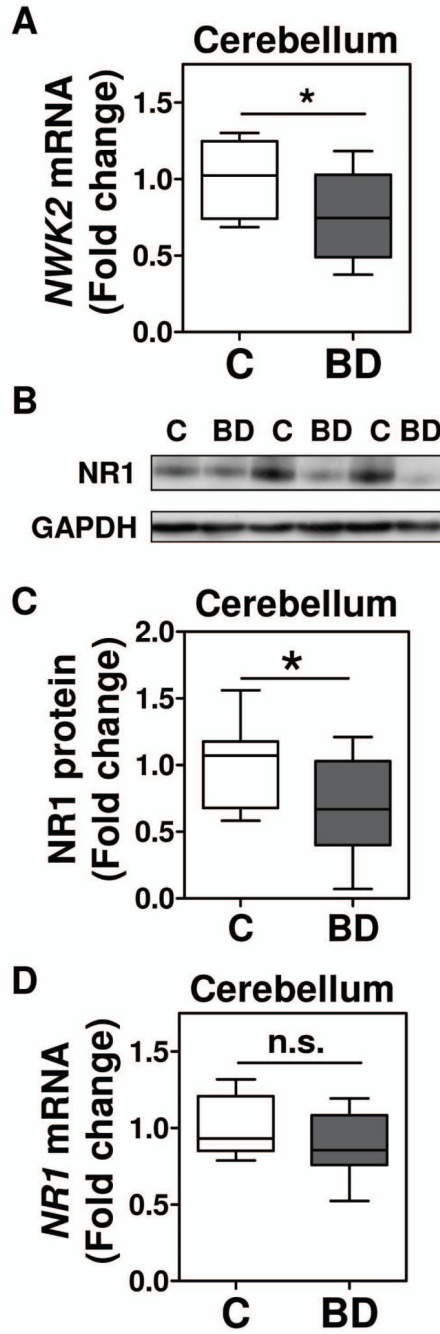 A
Cerebellum
NWK2 mRNA
(Fold change)
1.5
1.0
0.5
0.0
*
C BD
B
C BD C BD C BD
NR1
GAPDH
C
Cerebellum
NR1 protein
(Fold change)
2.0
1.5
1.0
0.5
0.0
*
C BD
D
Cerebellum
NR1 mRNA
(Fold change)
1.5
1.0
0.5
0.0
n.s.
C BD